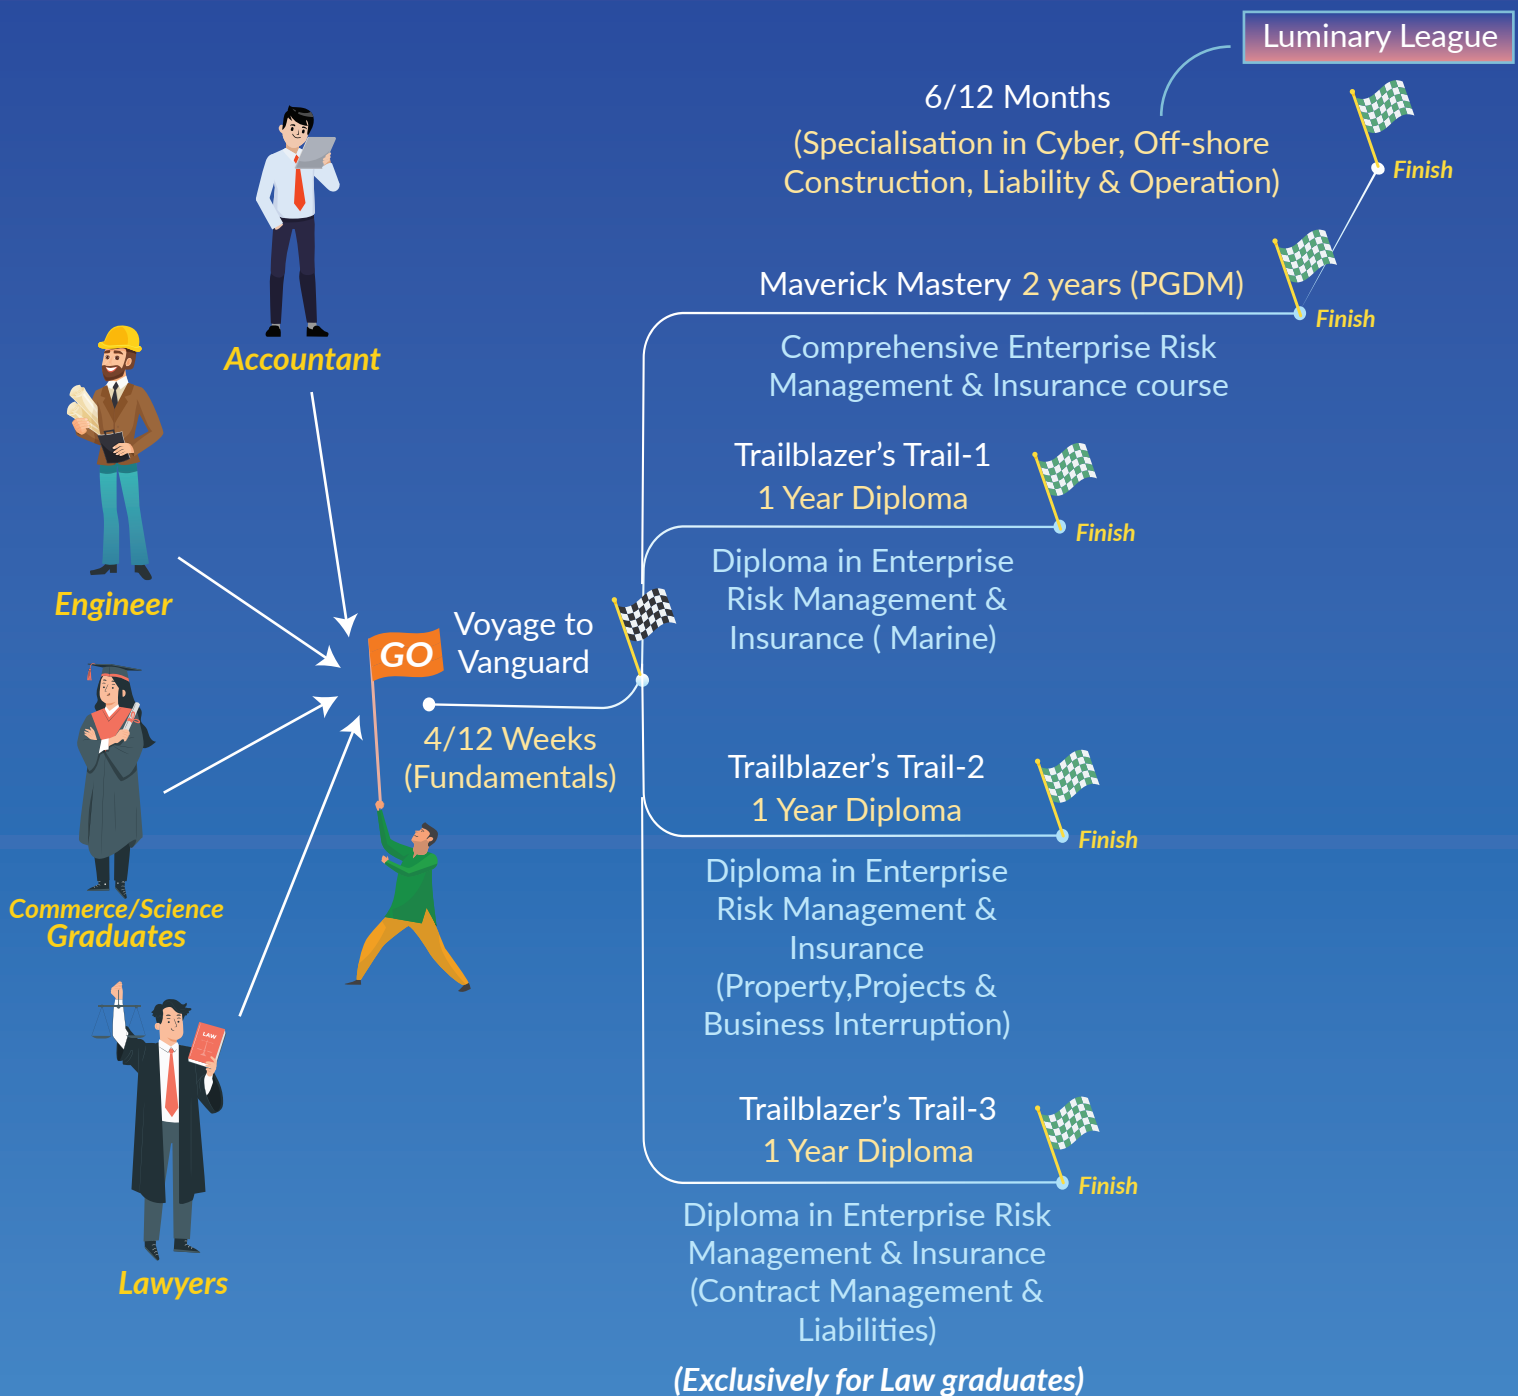 Luminary League
6/12 Months
(Specialisation in Cyber, Off-shore
Construction, Liability & Operation)
Finish
Maverick Mastery 2 years (PGDM)
Finish
Comprehensive Enterprise Risk
Management & Insurance course
Accountant
Trailblazer’s Trail-1
1 Year Diploma
Finish
Diploma in Enterprise
Risk Management &
Insurance ( Marine)
Engineer
GO
Voyage to
Vanguard
4/12 Weeks
(Fundamentals)
Trailblazer’s Trail-2
1 Year Diploma
Finish
Diploma in Enterprise
Risk Management &
Insurance
(Property,Projects &
Business Interruption)
Commerce/Science
Graduates
LAW
Lawyers
Trailblazer’s Trail-3
1 Year Diploma
Finish
Diploma in Enterprise Risk
Management & Insurance
(Contract Management &
Liabilities)
(Exclusively for Law graduates)